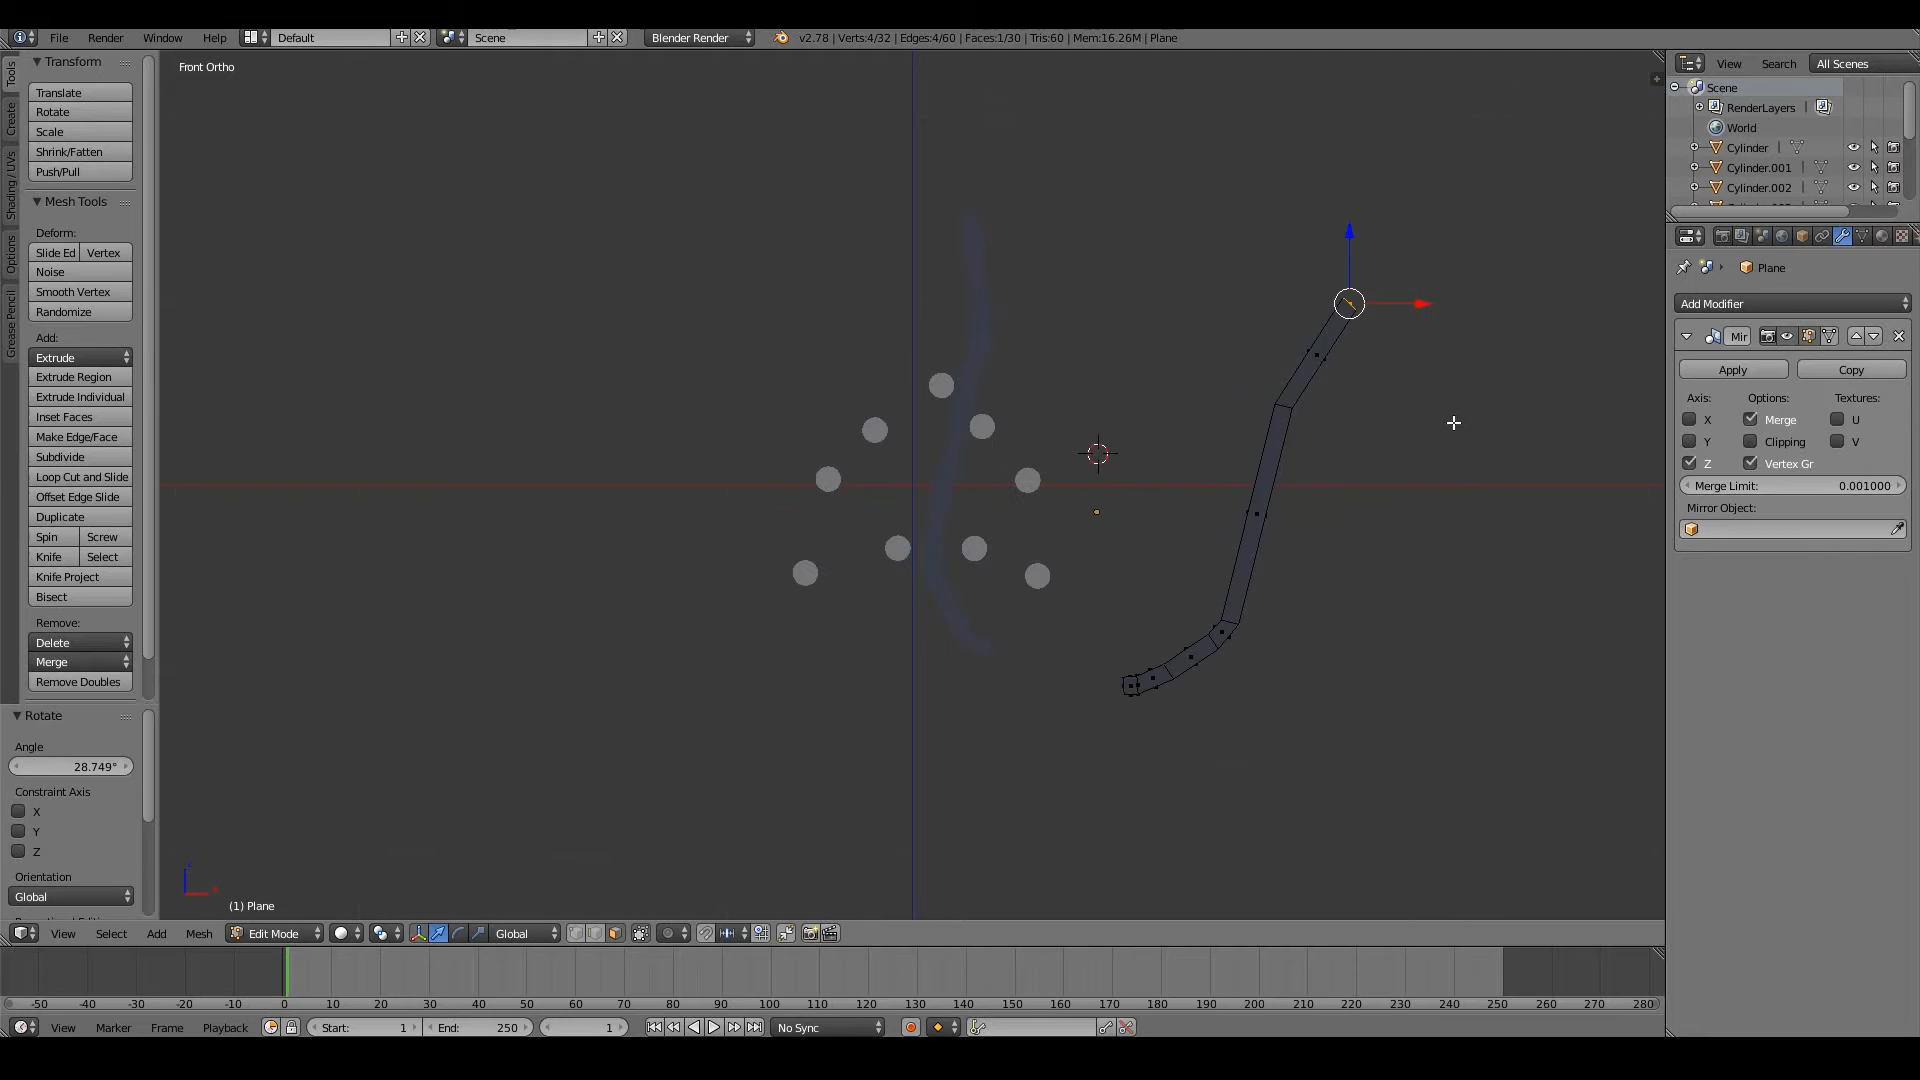 File Render Window Help Default Scene Blender Render v2.78 | Verts:4/32 | Edges:4/60 | Faces:1/30 | Tris:60 | Mem:16.26M | Plane
Tools
Create
Shading / UVs
Options
Grease Pencil
Transform
Translate
Rotate
Scale
Shrink/Fatten
Push/Pull
Mesh Tools
Deform:
Slide Ed Vertex
Noise
Smooth Vertex
Randomize
Add:
Extrude
Extrude Region
Extrude Individual
Inset Faces
Make Edge/Face
Subdivide
Loop Cut and Slide
Offset Edge Slide
Duplicate
Spin Screw
Knife Select
Knife Project
Bisect
Remove:
Delete
Merge
Remove Doubles
Rotate
Angle
28.749°
Constraint Axis
X
Y
Z
Orientation
Global
Front Ortho
(1) Plane
View Select Add Mesh Edit Mode Global
-50 -40 -30 -20 -10 0 10 20 30 40 50 60 70 80 90 100 110 120 130 140 150 160 170 180 190 200 210 220 230 240 250 260 270 280
View Marker Frame Playback Start: 1 End: 250 1 No Sync
View Search All Scenes
Scene
RenderLayers |
World
Cylinder |
Cylinder.001
Cylinder.002
Plane
Add Modifier
Mir
Apply Copy
Axis: Options: Textures:
X Merge U
Y Clipping V
Z Vertex Gr
Merge Limit: 0.001000
Mirror Object: